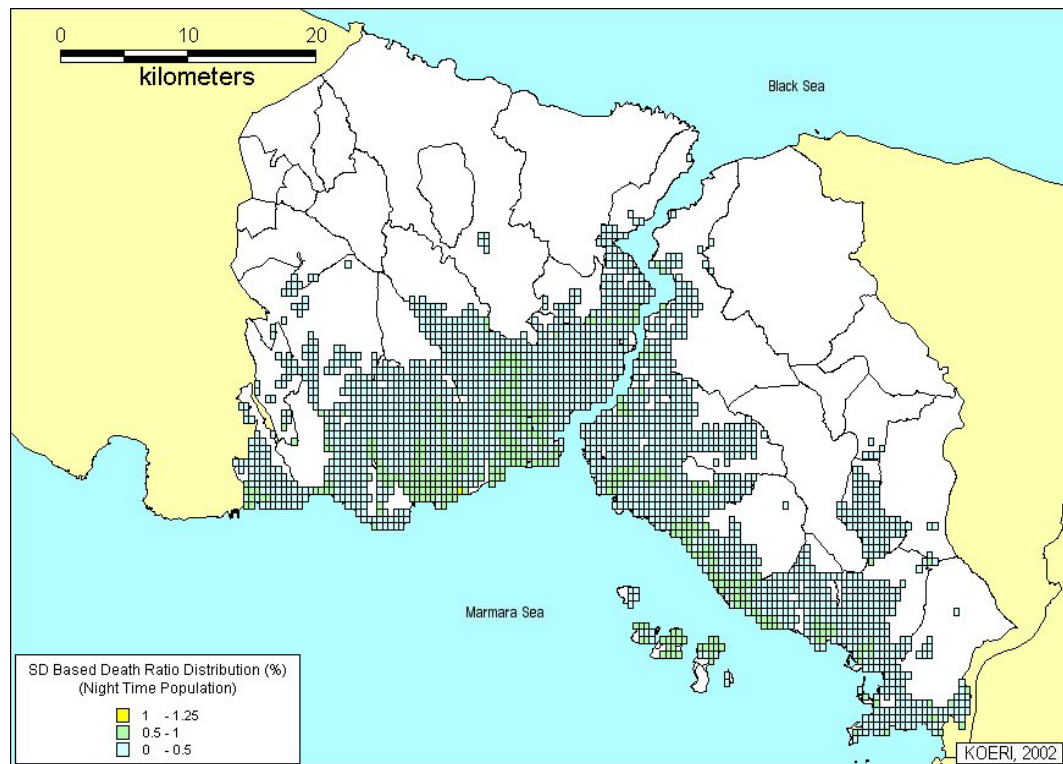 0 10 20
kilometers
Black Sea
Marmara Sea
SD Based Death Ratio Distribution (%)
(Night Time Population)
1 - 1.25
0.5 - 1
0 - 0.5
KOERI, 2002